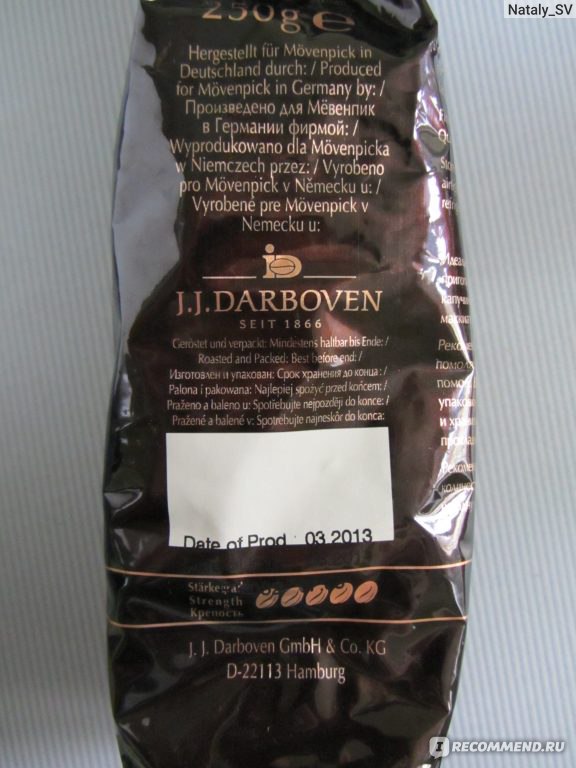 Nataly_SV
250g e
Hergestellt für Mövenpick in
Deutschland durch: / Produced
for Mövenpick in Germany by: /
Произведено для Мёвенпик
в Германии фирмой: /
Wyprodukowano dla Mövenpicka
w Niemczech przez: / Vyrobeno
pro Mövenpick v Německu u: /
Vyrobené pre Mövenpick v
Nemecku u:
J.J.DARBOVEN
SEIT 1866
Geröstet und verpackt: Mindestens haltbar bis Ende: /
Roasted and Packed: Best before end: /
Изготовлен и упакован: Срок хранения до конца : /
Palona i pakowana: Najlepiej spożyć przed końcem: /
Praženo a baleno u: Spotřebujte nejpozději do konce: /
Pražené a balené v: Spotrebujte najneskôr do konca:
Date of Prod : 03 2013
Stärkegrad
Strength
Крепость
J. J. Darboven GmbH & Co. KG
D-22113 Hamburg
IRECOMMEND.RU